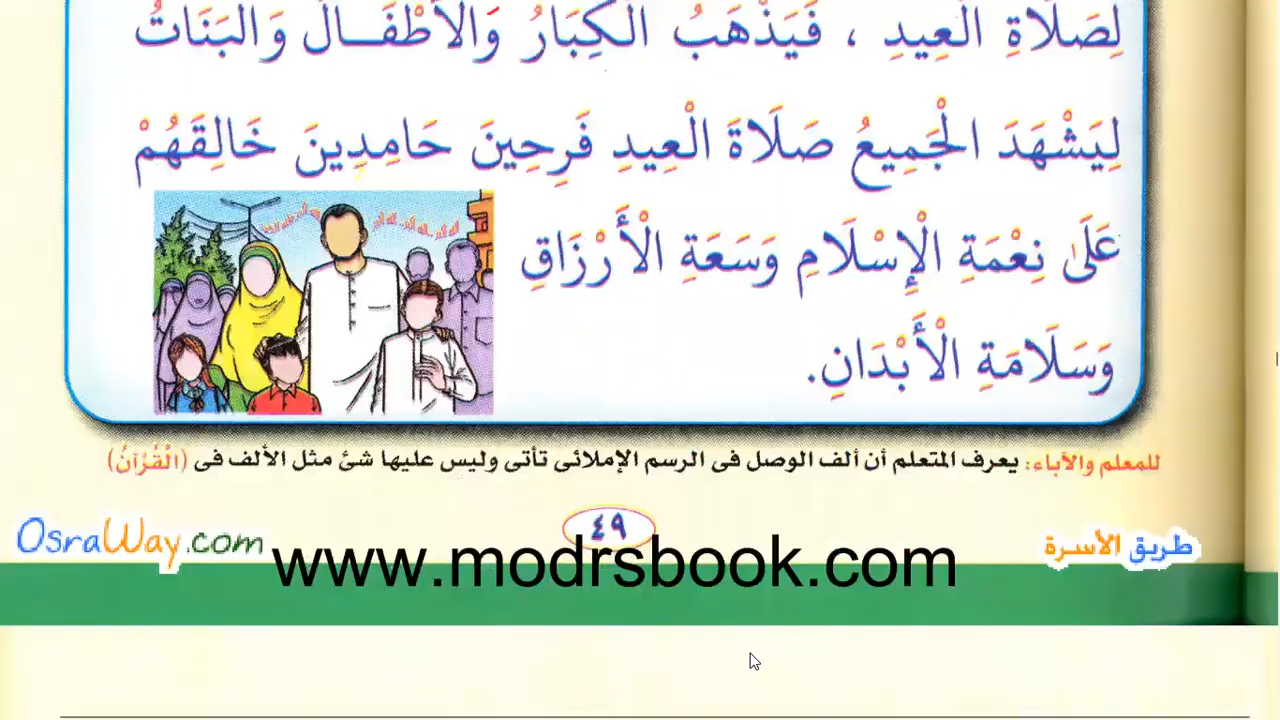 لِصَلَاةِ الْعِيدِ ، فَيَذْهَبُ الْكِبَارُ وَالْأَطْفَــالُ وَالْبَنَاتُ
لِيَشْهَدَ الْجَمِيعُ صَلَاةَ الْعِيدِ فَرِحِينَ حَامِدِينَ خَالِقَهُمْ
عَلَى نِعْمَةِ الْإِسْلَامِ وَسَعَةِ الْأَرْزَاقِ
وَسَلَامَةِ الْأَبْدَانِ.
للمعلم والآباء: يعرف المتعلم أن ألف الوصل فى الرسم الإملائى تأتى وليس عليها شئ مثل الألف فى (الْقُرْآنُ)
٤٩
OsraWay.com
طريق الأسرة
www.modrsbook.com